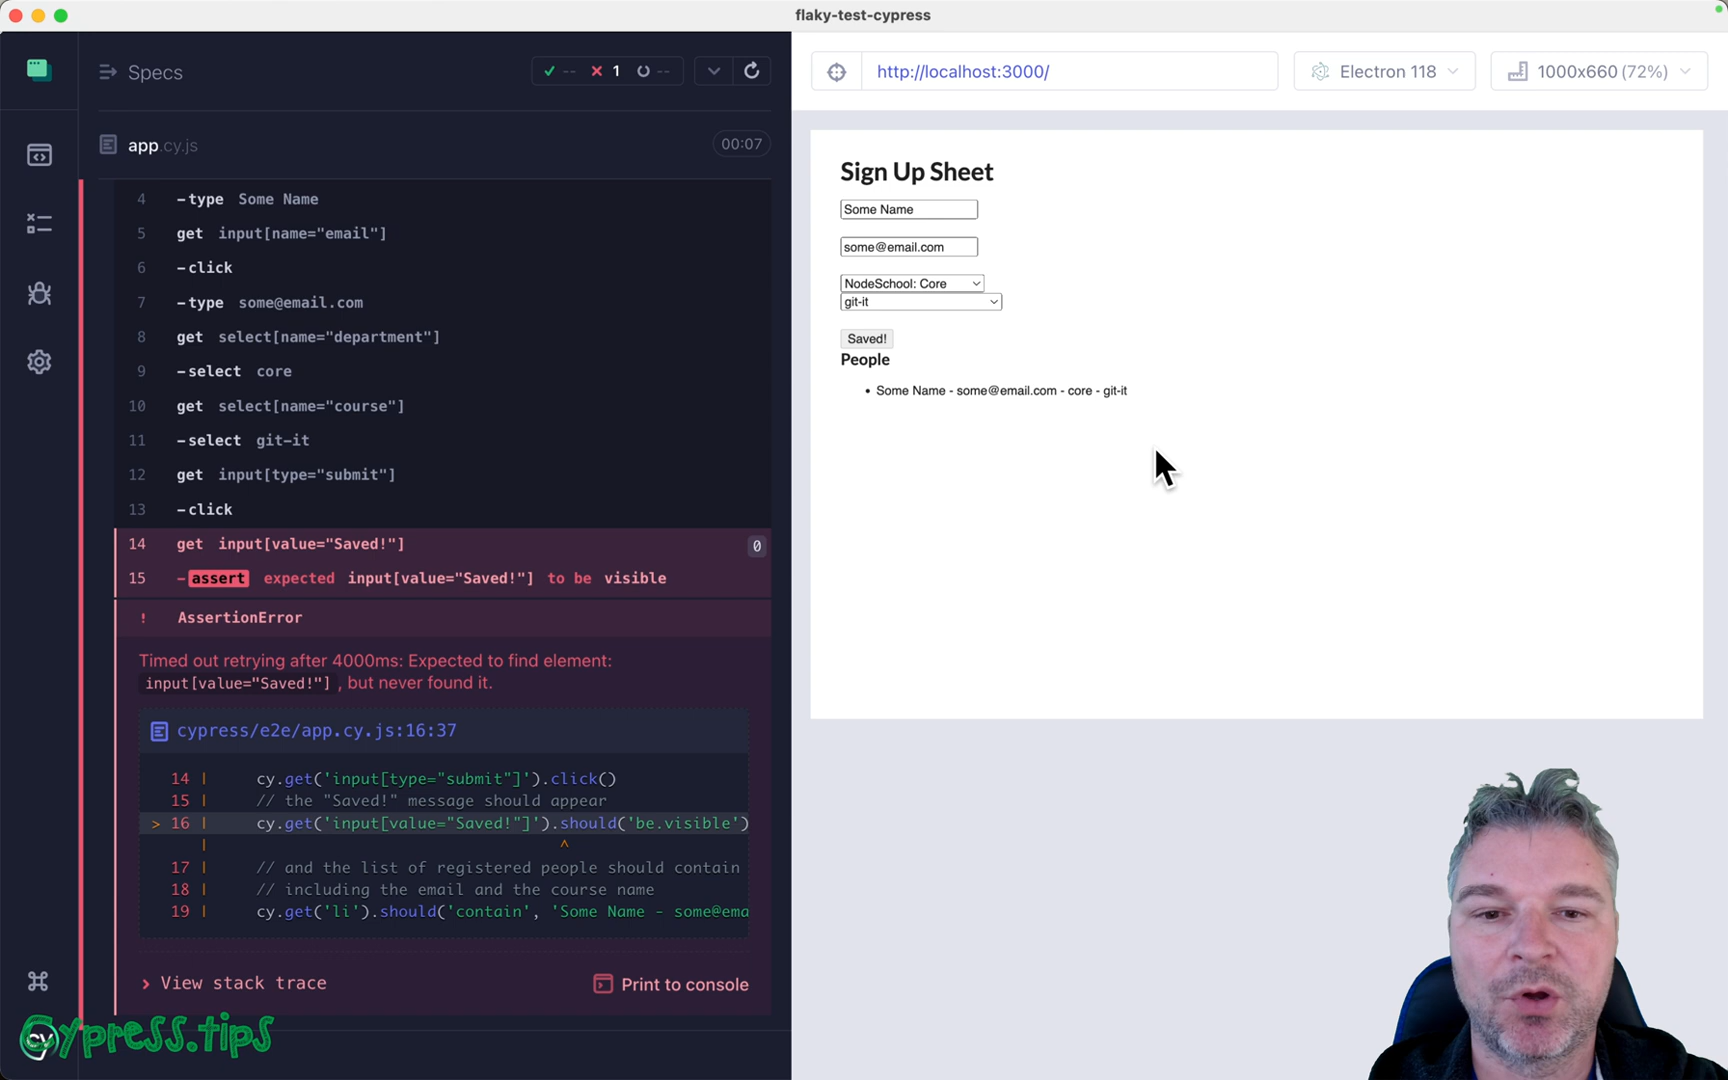 flaky-test-cypress
Specs
-- 1 --
app.cy.js
00:07
4 -type Some Name
5 get input[name="email"]
6 -click
7 -type some@email.com
8 get select[name="department"]
9 -select core
10 get select[name="course"]
11 -select git-it
12 get input[type="submit"]
13 -click
14 get input[value="Saved!"] 0
15 -assert expected input[value="Saved!"] to be visible
! AssertionError
Timed out retrying after 4000ms: Expected to find element:
input[value="Saved!"] , but never found it.
cypress/e2e/app.cy.js:16:37
14 | cy.get('input[type="submit"]').click()
15 | // the "Saved!" message should appear
> 16 | cy.get('input[value="Saved!"]').should('be.visible')
| ^
17 | // and the list of registered people should contain
18 | // including the email and the course name
19 | cy.get('li').should('contain', 'Some Name - some@ema
View stack trace
Print to console
Cypress.tips
http://localhost:3000/
Electron 118
1000x660 (72%)
Sign Up Sheet
Some Name
some@email.com
NodeSchool: Core
git-it
Saved!
People
• Some Name - some@email.com - core - git-it